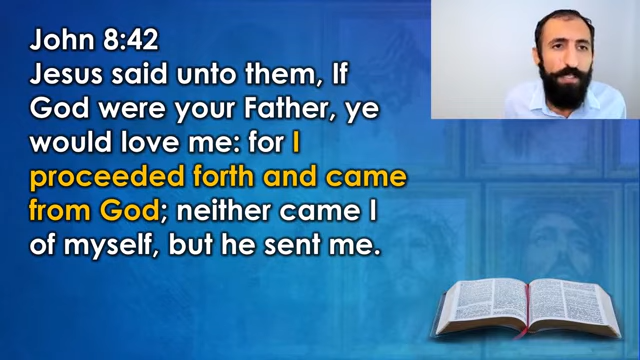 John 8:42
Jesus said unto them, If
God were your Father, ye
would love me: for I
proceeded forth and came
from God; neither came I
of myself, but he sent me.